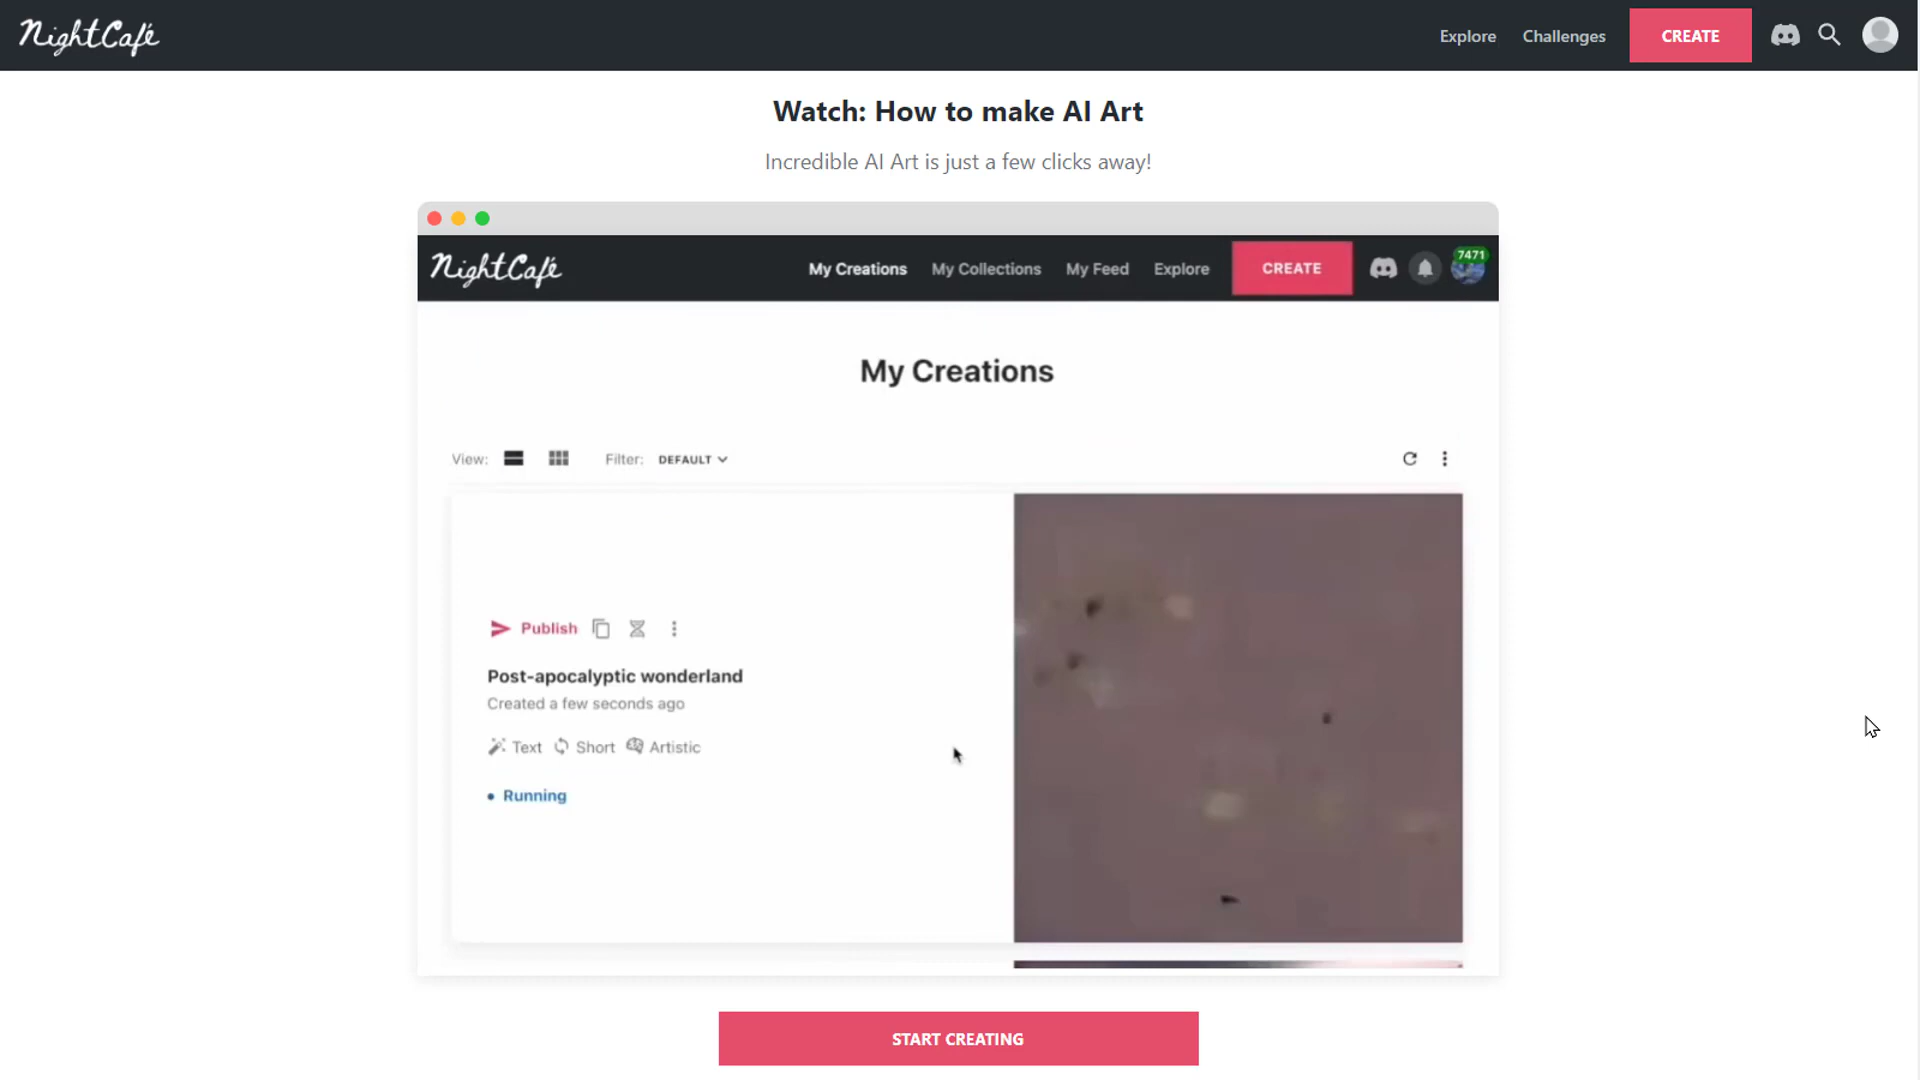 NightCafé
Explore Challenges CREATE
Watch: How to make AI Art
Incredible AI Art is just a few clicks away!
NightCafé
My Creations My Collections My Feed Explore CREATE 7471
My Creations
View: Filter: DEFAULT
Publish
Post-apocalyptic wonderland
Created a few seconds ago
Text Short Artistic
• Running
START CREATING